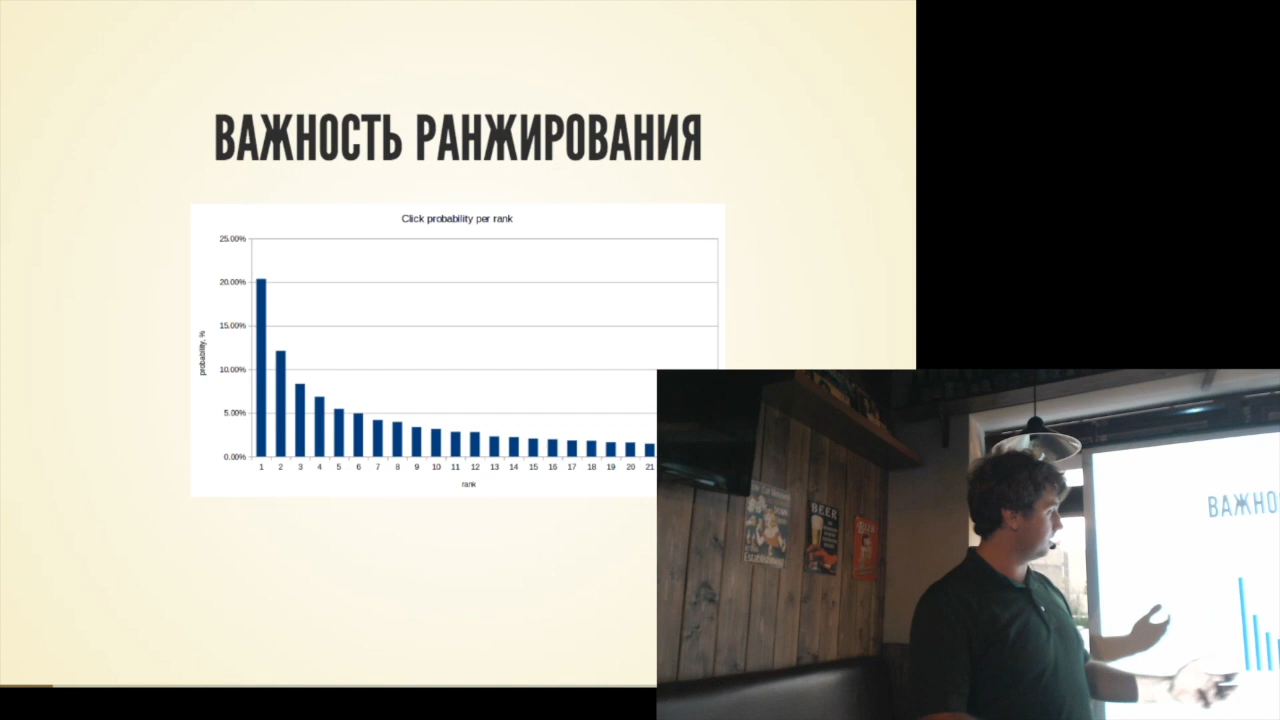 ВАЖНОСТЬ РАНЖИРОВАНИЯ
Click probability per rank
25.00%
20.00%
15.00%
10.00%
5.00%
0.00%
probability, %
1 2 3 4 5 6 7 8 9 10 11 12 13 14 15 16 17 18 19 20 21
rank
ВАЖНО
BEER